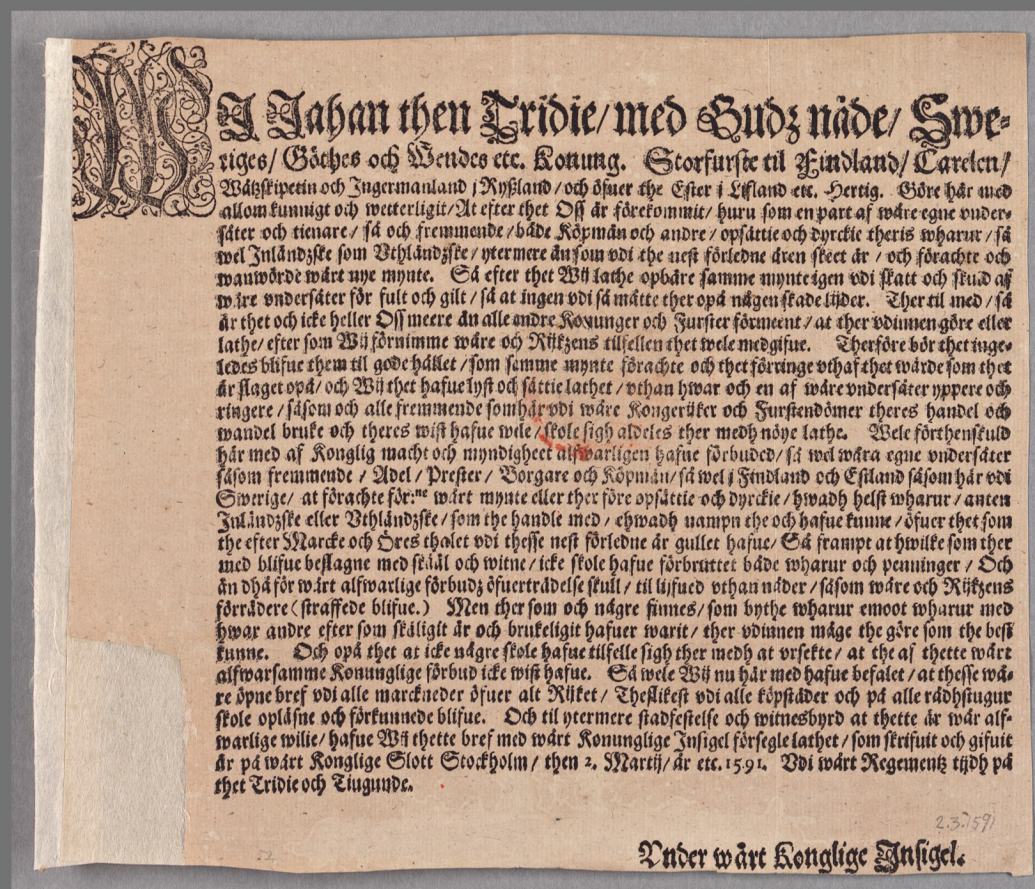 WJ Jahan then Tridie/ med Gudz nåde/ Swe-
riges/ Göthes och Wendes etc. Konung. Storfurste til Findland/ Carelen/
Wåtzskipetin och Ingermanland j Ryßland/ och öfuer the Ester i Lifland etc. Hertig. Göre här med
allom kunnigt och wetterligit/ At efter thet Oss är förekommit/ huru som en part af wåre egne vnder-
såter och tienare/ så och fremmende/ både Köpmän och andre/ opsättie och dyrckie theris wharur/ så
wel Inländzske som Vthländzske/ ytermere än som vdi the nest förledne åren skeet är/ och förachte och
wanwörde wårt nye mynte. Så efter thet Wij lathe opbäre samme mynte igen vdi skatt och skuld af
wåre vndersåter för fult och gilt/ så at ingen vdi så måtte ther opå någen skade lijder. Ther til med/ så
är thet och icke heller Oss meere än alle andre Konunger och Furster förmeent/ at ther vdinnen göre eller
lathe/ efter som Wij förnimme wåre och Rijkzens tilfellen thet wele medgifue. Therföre bör thet inge-
ledes blifue them til gode hållet/ som samme mynte förachte och thet förringe vthaf thet wärde som thet
är slaget opå/ och Wij thet hafue lyst och sättie lathet/ vthan hwar och en af wåre vndersåter yppere och
ringere/ såsom och alle fremmende som här vdi wåre Kongerijker och Furstendömer theres handel och
wandel bruke och theres wist hafue wele/ skole sigh aldeles ther medh nöye lathe. Wele förthenskuld
här med af Konglig macht och myndigheet alfwarligen hafue förbuded/ så wel wåra egne vndersåter
såsom fremmende/ Adel/ Prester/ Borgare och Köpmän/ så wel j Findland och Estland såsom här vdi
Swerige/ at förachte för:ne wårt mynte eller ther före opsättie och dyrckie/ hwadh helst wharur/ anten
Inländzske eller Vthländzske/ som the handle med/ ehwadh nampn the och hafue kunne/ öfuer thet som
the efter Marcke och Öres thalet vdi thesse nest förledne år gullet hafue/ Så frampt at hwilke som ther
med blifue beslagne med skääl och witne/ icke skole hafue förbruttet både wharur och penninger/ Och
än dhå för wårt alfwarlige förbudz öfuerträdelse skull/ til lijfued vthan nåder/ såsom wåre och Rijkzens
förrädere (straffede blifue.) Men ther som och någre finnes/ som bythe wharur emoot wharur med
hwar andre efter som skäligit är och brukeligit hafuer warit/ ther vdinnen måge the göre som the best
kunne. Och opå thet at icke någre skole hafue tilfelle sigh ther medh at vrsekte/ at the af thette wårt
alfwarsamme Konunglige förbud icke wist hafue. Så wele Wij nu här med hafue befalet/ at thesse wå-
re öpne bref vdi alle marckneder öfuer alt Rijket/ Theslikest vdi alle köpstäder och på alle rådhstugur
skole opläsne och förkunnede blifue. Och til ytermere stadfestelse och witnesbyrd at thette är wår alf-
warlige wilie/ hafue Wij thette bref med wårt Konunglige Insigel försegle lathet/ som skrifuit och gifuit
är på wårt Konglige Slott Stockholm/ then 2. Martij/ år etc. 1591. Vdi wårt Regementz tijdh på
thet Tridie och Tiugunde.
2.3.1591
Vnder wårt Konglige Insigel.